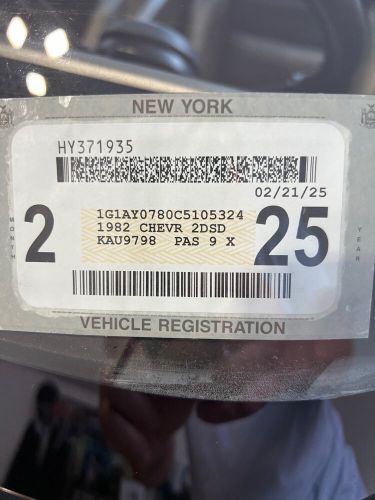 NEW YORK
HY371935
02/21/25
MONTH
2
1G1AY0780C5105324
1982 CHEVR 2DSD
KAU9798 PAS 9 X
25
YEAR
VEHICLE REGISTRATION